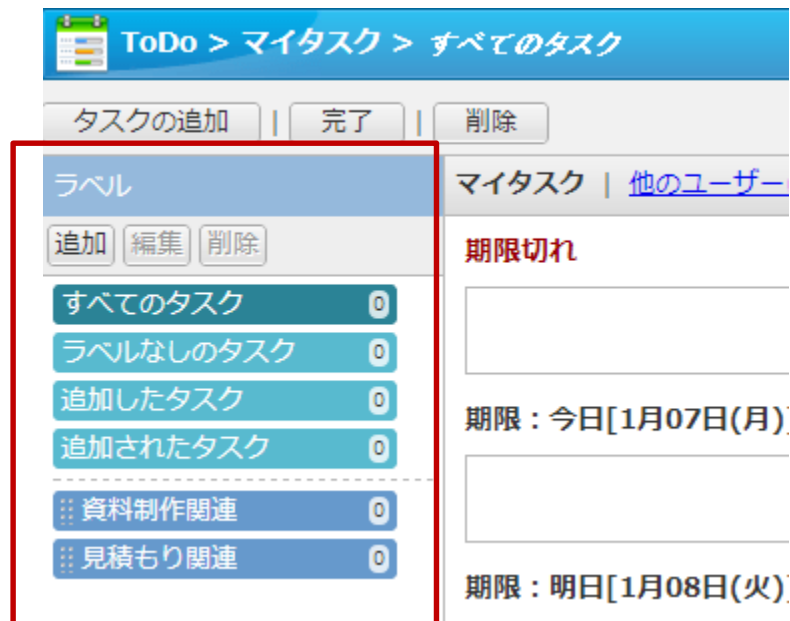 ToDo > マイタスク > すべてのタスク
タスクの追加 | 完了 | 削除
ラベル
追加 編集 削除
すべてのタスク 0
ラベルなしのタスク 0
追加したタスク 0
追加されたタスク 0
資料制作関連 0
見積もり関連 0
マイタスク | 他のユーザー
期限切れ
期限：今日[1月07日(月)]
期限：明日[1月08日(火)]